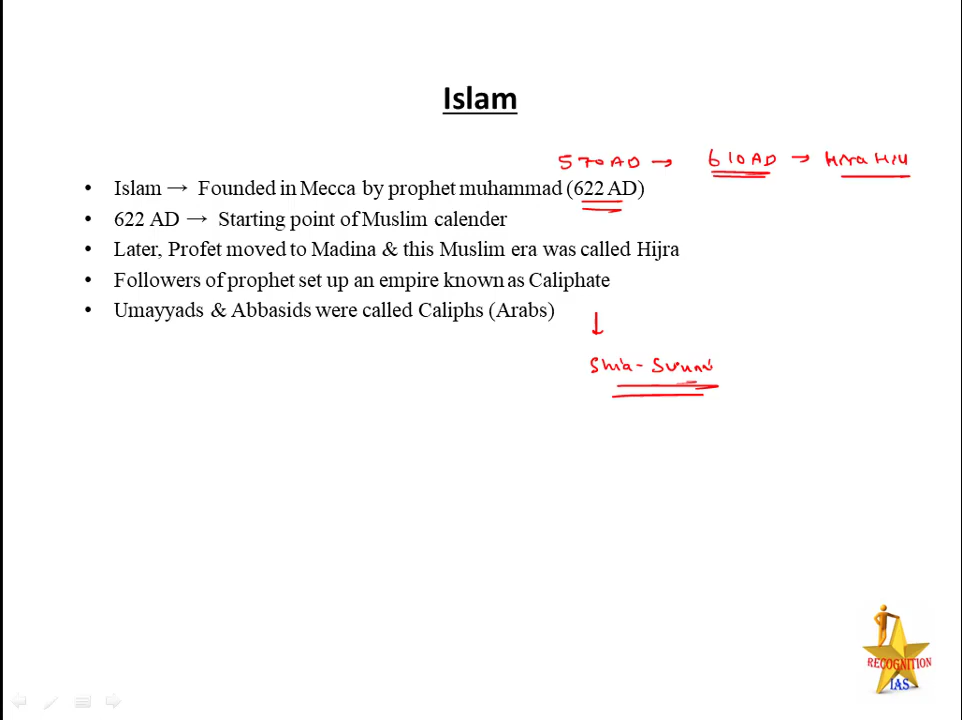 Islam
570 AD → 610 AD → Hira Hill
• Islam → Founded in Mecca by prophet muhammad (622 AD)
• 622 AD → Starting point of Muslim calender
• Later, Profet moved to Madina & this Muslim era was called Hijra
• Followers of prophet set up an empire known as Caliphate
• Umayyads & Abbasids were called Caliphs (Arabs)
↓
Shia - Sunni
RECOGNITION
IAS